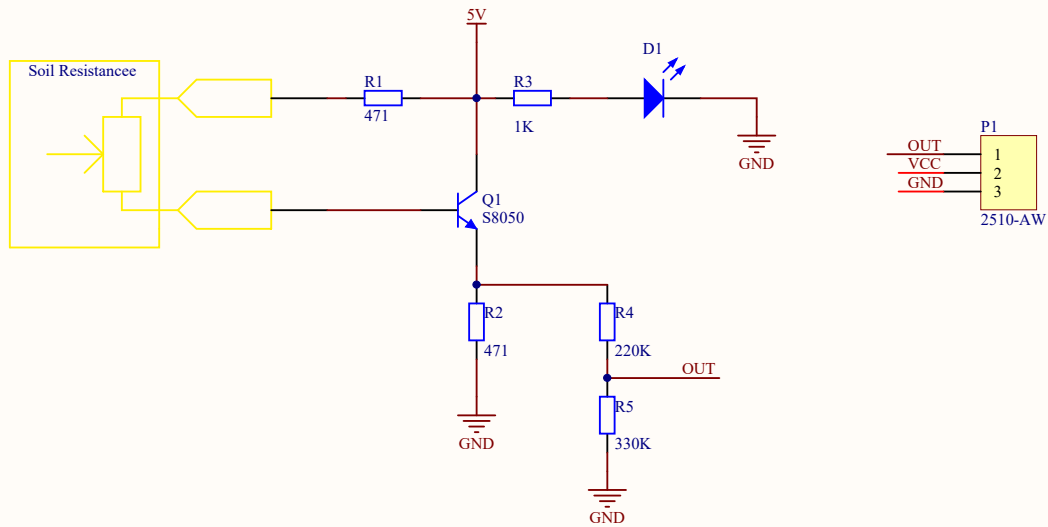 5V
D1
Soil Resistancee
R1
471
R3
1K
GND
P1
OUT
VCC
GND
1
2
3
2510-AW
Q1
S8050
R2
471
R4
220K
OUT
R5
330K
GND
GND